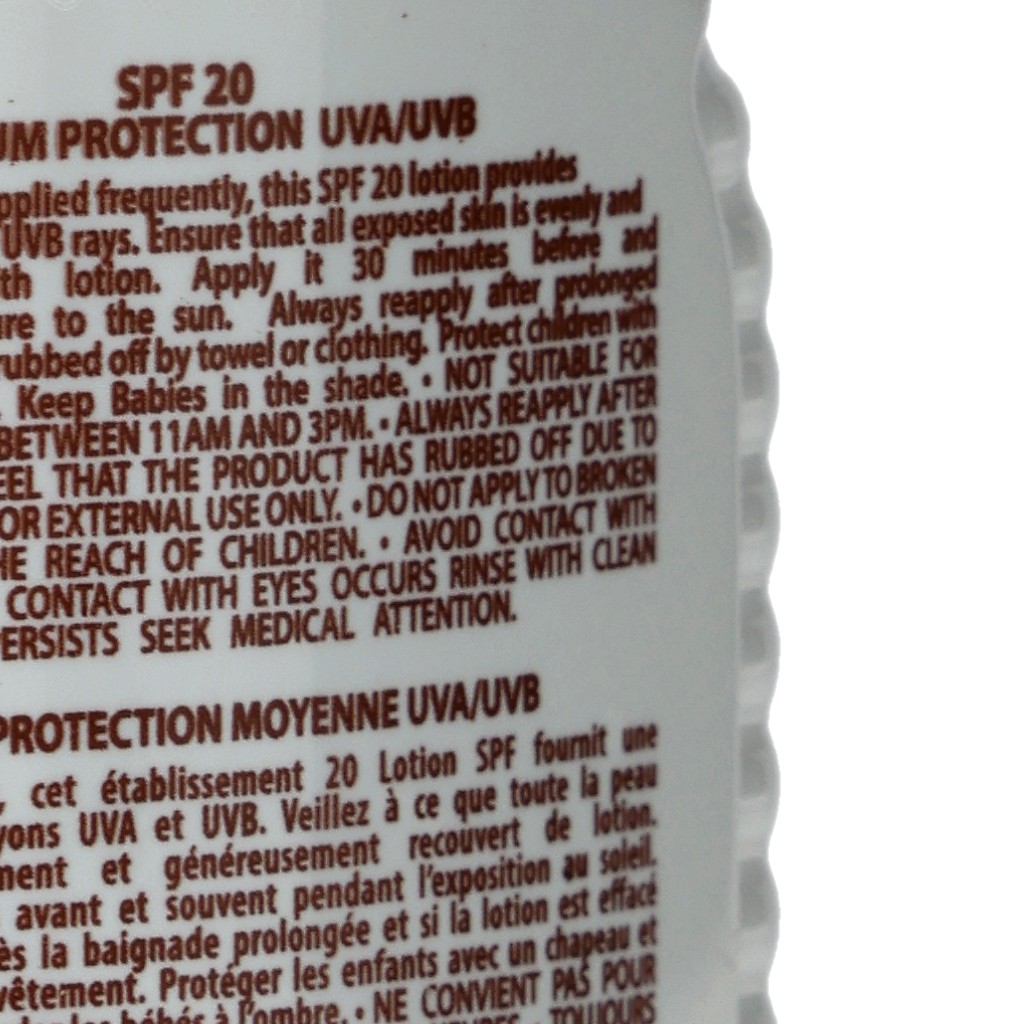 SPF 20
UM PROTECTION UVA/UVB
pplied frequently, this SPF 20 lotion provides
UVB rays. Ensure that all exposed skin is evenly and
th lotion. Apply it 30 minutes before and
ure to the sun. Always reapply after prolonged
rubbed off by towel or clothing. Protect children with
. Keep Babies in the shade. • NOT SUITABLE FOR
BETWEEN 11AM AND 3PM. • ALWAYS REAPPLY AFTER
EEL THAT THE PRODUCT HAS RUBBED OFF DUE TO
OR EXTERNAL USE ONLY. • DO NOT APPLY TO BROKEN
HE REACH OF CHILDREN. • AVOID CONTACT WITH
CONTACT WITH EYES OCCURS RINSE WITH CLEAN
ERSISTS SEEK MEDICAL ATTENTION.
PROTECTION MOYENNE UVA/UVB
, cet établissement 20 Lotion SPF fournit une
yons UVA et UVB. Veillez à ce que toute la peau
ment et généreusement recouvert de lotion.
avant et souvent pendant l'exposition au soleil.
ès la baignade prolongée et si la lotion est effacé
vêtement. Protéger les enfants avec un chapeau et
les bébés à l'ombre. • NE CONVIENT PAS POUR
TOUJOURS